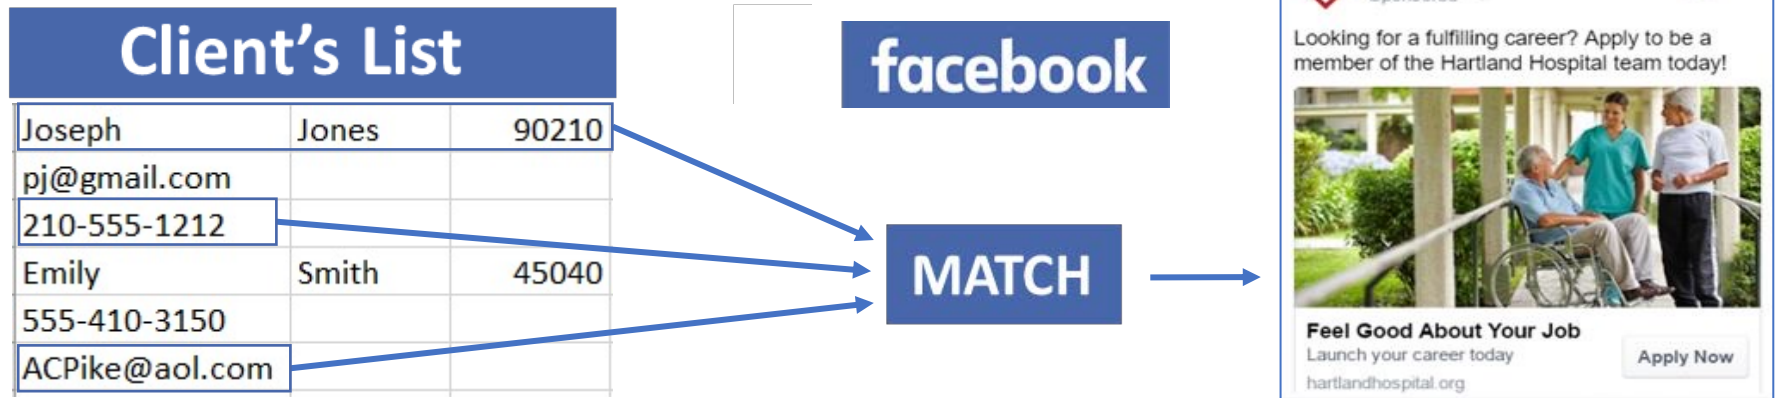 Client's List
facebook
Joseph Jones 90210
pj@gmail.com
210-555-1212
Emily Smith 45040
555-410-3150
ACPike@aol.com
MATCH
Sponsored
Looking for a fulfilling career? Apply to be a
member of the Hartland Hospital team today!
Feel Good About Your Job
Launch your career today
Apply Now
hartlandhospital.org